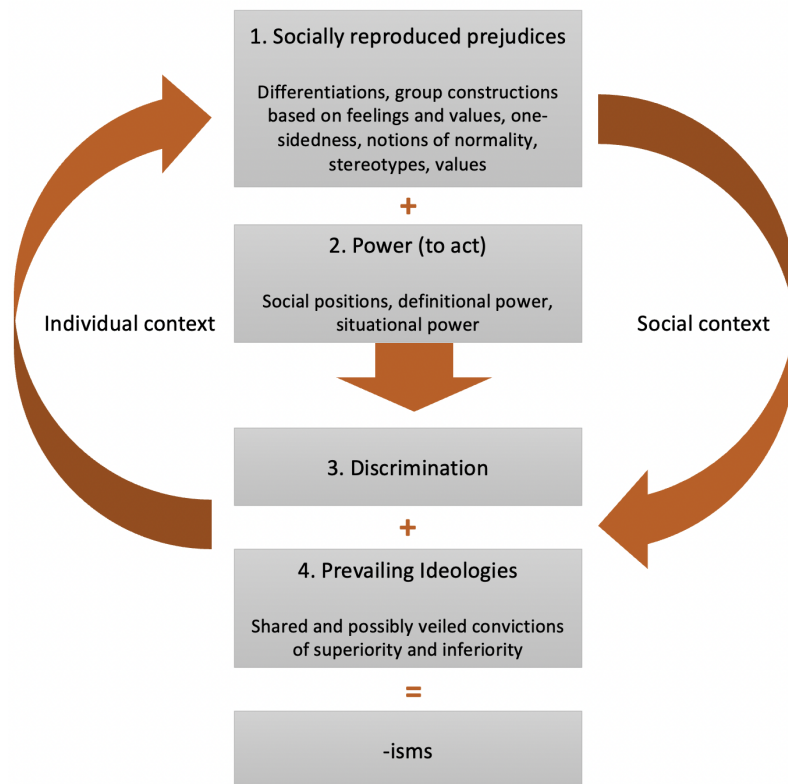 1. Socially reproduced prejudices
Differentiations, group constructions
based on feelings and values, one-
sidedness, notions of normality,
stereotypes, values
+
2. Power (to act)
Social positions, definitional power,
situational power
Individual context
Social context
3. Discrimination
+
4. Prevailing Ideologies
Shared and possibly veiled convictions
of superiority and inferiority
=
-isms